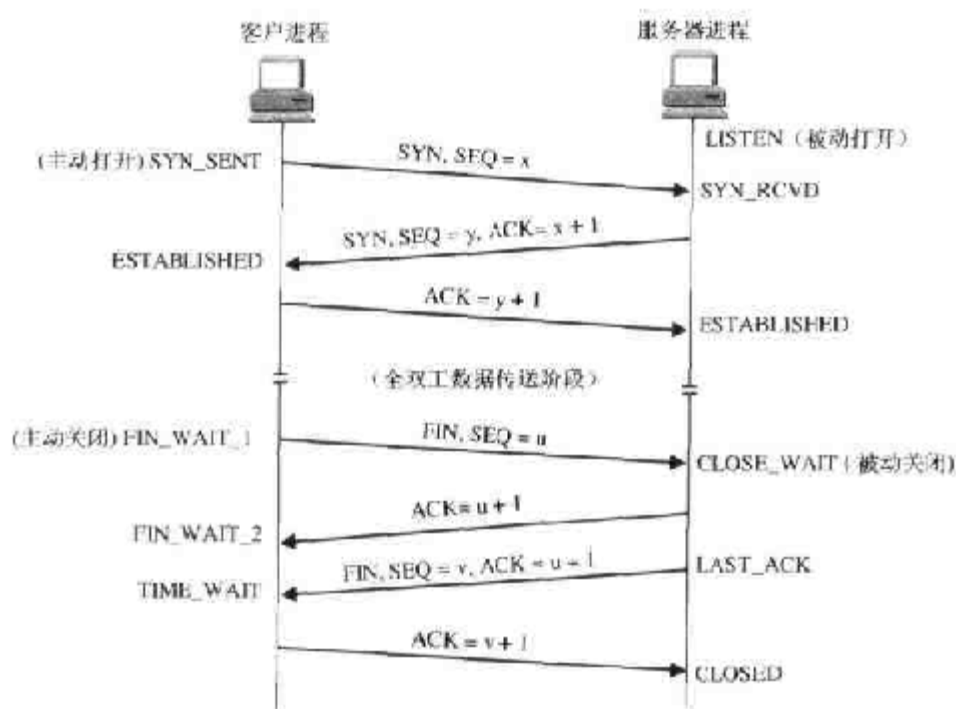 客户进程
服务器进程
LISTEN（被动打开）
(主动打开) SYN_SENT
SYN, SEQ = x
SYN_RCVD
SYN, SEQ = y, ACK= x + 1
ESTABLISHED
ACK = y + 1
ESTABLISHED
（全双工数据传送阶段）
(主动关闭) FIN_WAIT_1
FIN, SEQ = u
CLOSE_WAIT (被动关闭)
ACK= u + 1
FIN_WAIT_2
FIN, SEQ = v, ACK = u + 1
LAST_ACK
TIME_WAIT
ACK = v + 1
CLOSED